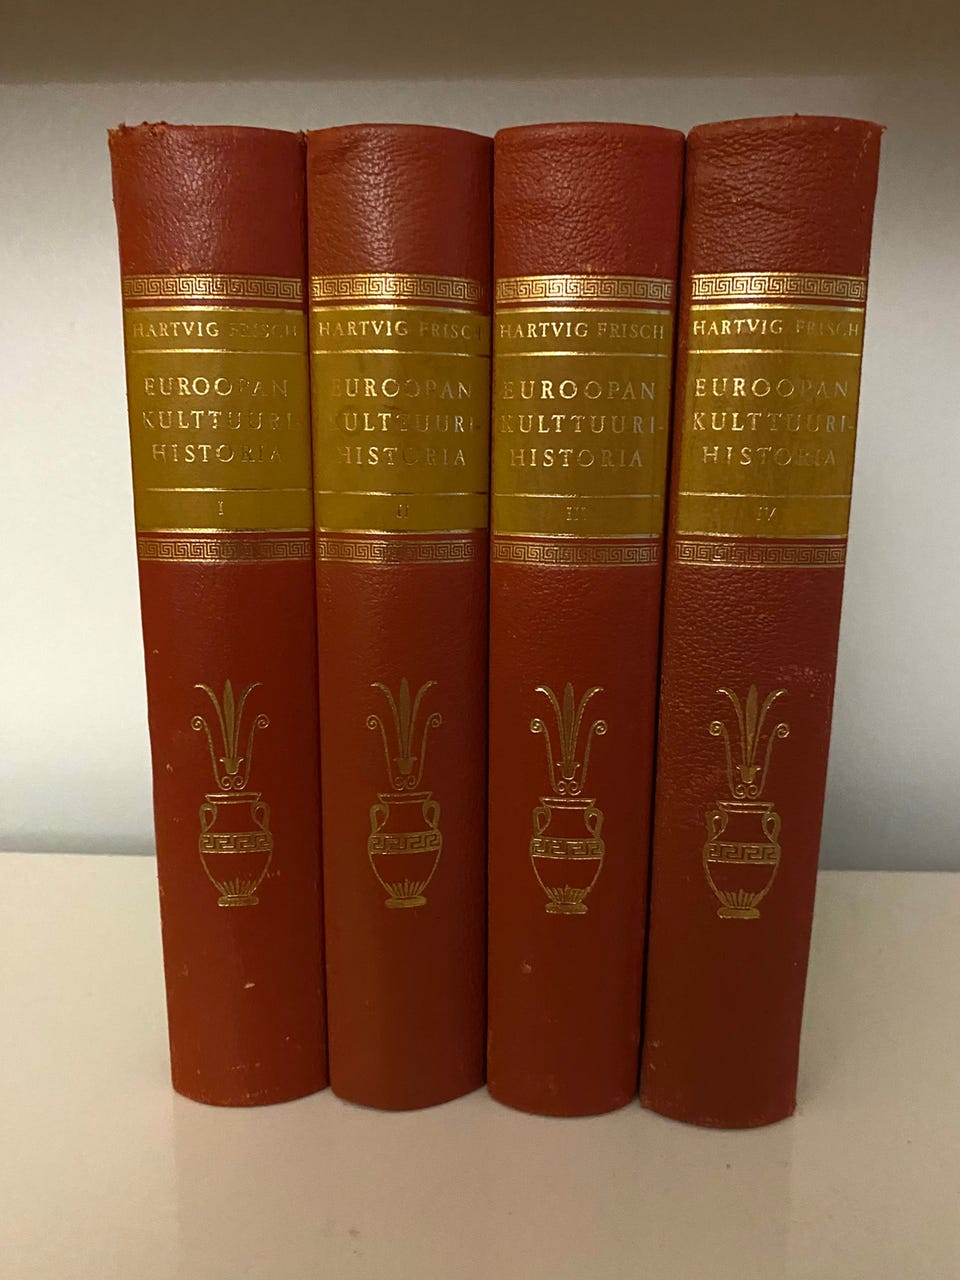 HARTVIG FRISCH
EUROOPAN
KULTTUURI-
HISTORIA
I
HARTVIG FRISCH
EUROOPAN
KULTTUURI-
HISTORIA
II
HARTVIG FRISCH
EUROOPAN
KULTTUURI-
HISTORIA
III
HARTVIG FRISCH
EUROOPAN
KULTTUURI-
HISTORIA
IV